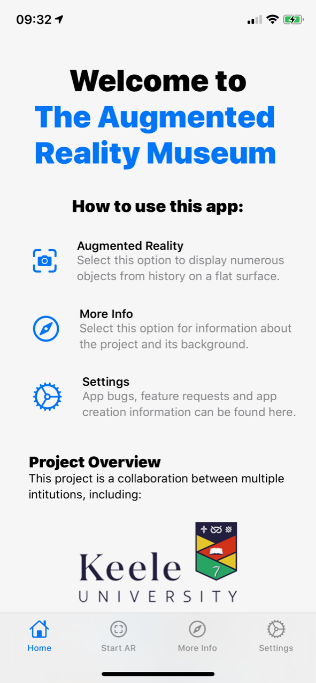 09:32
Welcome to
The Augmented
Reality Museum
How to use this app:
Augmented Reality
Select this option to display numerous
objects from history on a flat surface.
More Info
Select this option for information about
the project and its background.
Settings
App bugs, feature requests and app
creation information can be found here.
Project Overview
This project is a collaboration between multiple
intitutions, including:
Keele
UNIVERSITY
Home
Start AR
More Info
Settings